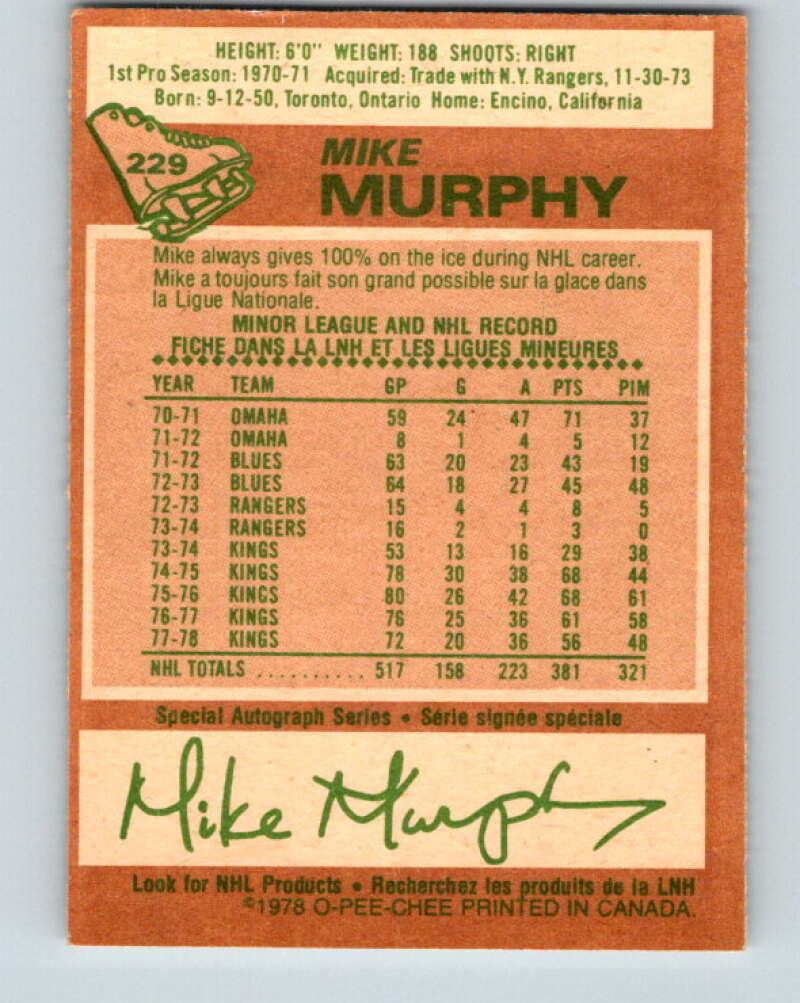 HEIGHT: 6'0" WEIGHT: 188 SHOOTS: RIGHT
1st Pro Season: 1970-71 Acquired: Trade with N.Y. Rangers, 11-30-73
Born: 9-12-50, Toronto, Ontario Home: Encino, California
229
MIKE
MURPHY
Mike always gives 100% on the ice during NHL career.
Mike a toujours fait son grand possible sur la glace dans
la Ligue Nationale.
MINOR LEAGUE AND NHL RECORD
FICHE DANS LA LNH ET LES LIGUES MINEURES
YEAR TEAM GP G A PTS PIM
70-71 OMAHA 59 24 47 71 37
71-72 OMAHA 8 1 4 5 12
71-72 BLUES 63 20 23 43 19
72-73 BLUES 64 18 27 45 48
72-73 RANGERS 15 4 4 8 5
73-74 RANGERS 16 2 1 3 0
73-74 KINGS 53 13 16 29 38
74-75 KINGS 78 30 38 68 44
75-76 KINGS 80 26 42 68 61
76-77 KINGS 76 25 36 61 58
77-78 KINGS 72 20 36 56 48
NHL TOTALS .......... 517 158 223 381 321
Special Autograph Series • Série signée spéciale
Mike Murphy
Look for NHL Products • Recherchez les produits de la LNH
©1978 O-PEE-CHEE PRINTED IN CANADA.